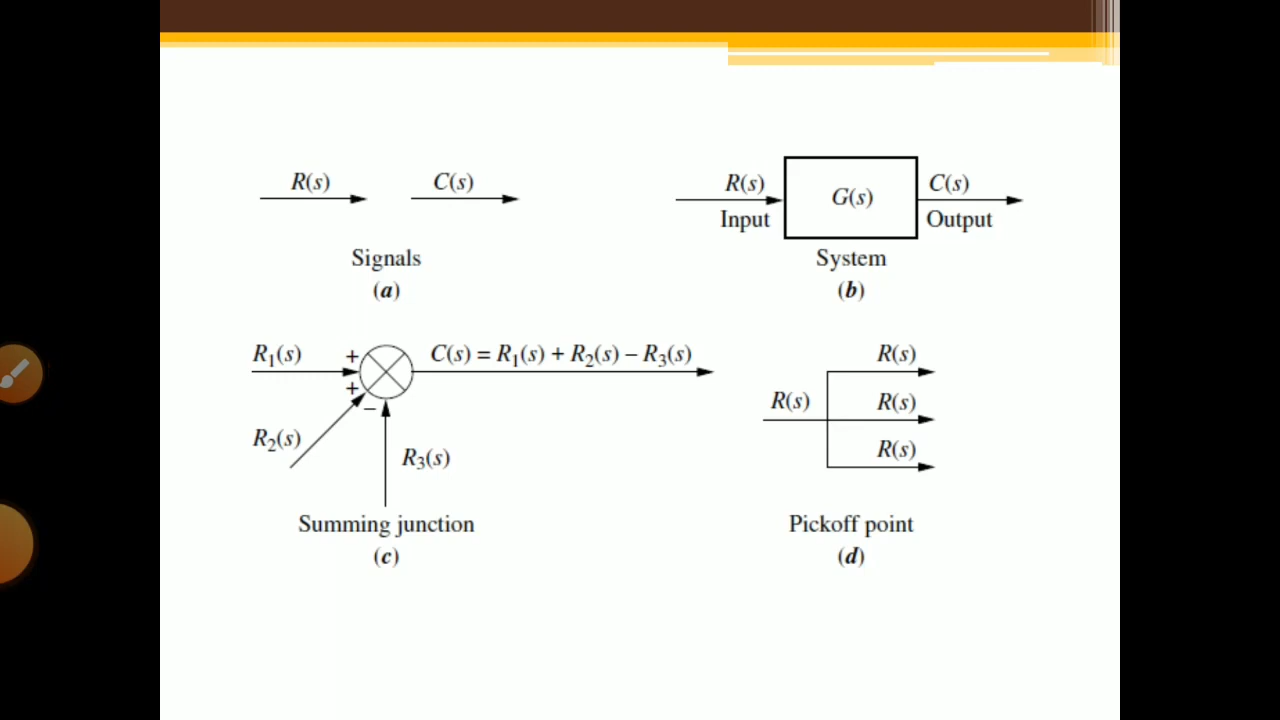 R(s) C(s)
Signals
(a)
R(s) G(s) C(s)
Input Output
System
(b)
R₁(s) + C(s) = R₁(s) + R₂(s) – R₃(s)
+
–
R₂(s)
R₃(s)
Summing junction
(c)
R(s)
R(s) R(s)
R(s)
Pickoff point
(d)